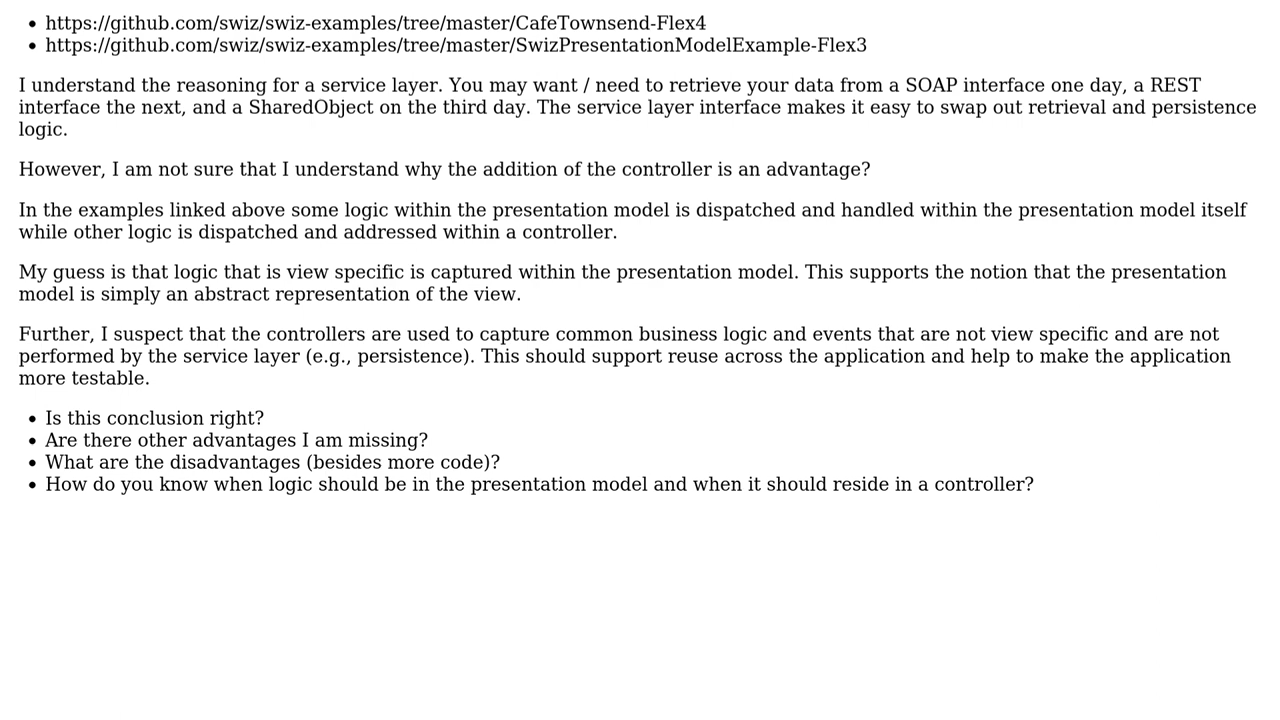 • https://github.com/swiz/swiz-examples/tree/master/CafeTownsend-Flex4
• https://github.com/swiz/swiz-examples/tree/master/SwizPresentationModelExample-Flex3
I understand the reasoning for a service layer. You may want / need to retrieve your data from a SOAP interface one day, a REST
interface the next, and a SharedObject on the third day. The service layer interface makes it easy to swap out retrieval and persistence
logic.
However, I am not sure that I understand why the addition of the controller is an advantage?
In the examples linked above some logic within the presentation model is dispatched and handled within the presentation model itself
while other logic is dispatched and addressed within a controller.
My guess is that logic that is view specific is captured within the presentation model. This supports the notion that the presentation
model is simply an abstract representation of the view.
Further, I suspect that the controllers are used to capture common business logic and events that are not view specific and are not
performed by the service layer (e.g., persistence). This should support reuse across the application and help to make the application
more testable.
• Is this conclusion right?
• Are there other advantages I am missing?
• What are the disadvantages (besides more code)?
• How do you know when logic should be in the presentation model and when it should reside in a controller?